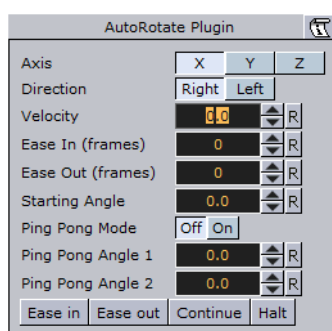 AutoRotate Plugin
Axis X Y Z
Direction Right Left
Velocity 0.0 R
Ease In (frames) 0 R
Ease Out (frames) 0 R
Starting Angle 0.0 R
Ping Pong Mode Off On
Ping Pong Angle 1 0.0 R
Ping Pong Angle 2 0.0 R
Ease in Ease out Continue Halt